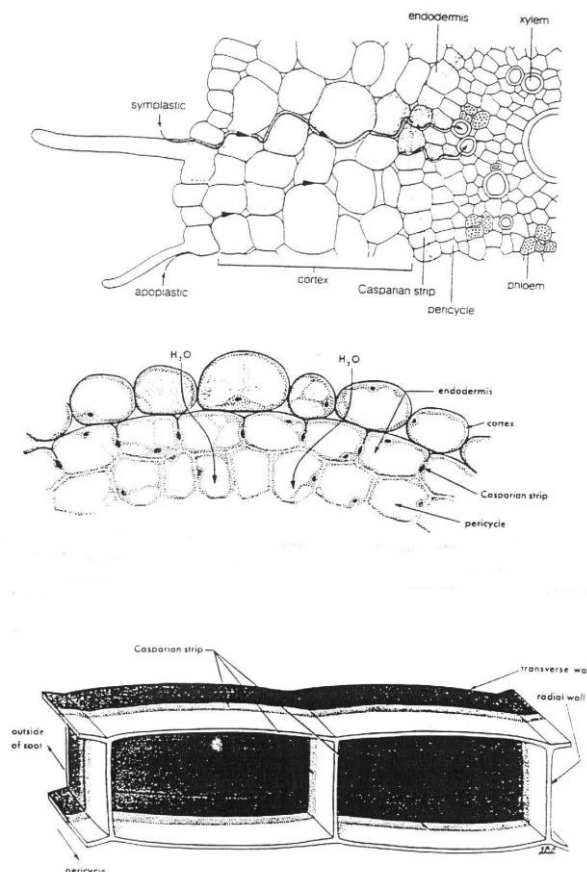 endodermis
xylem
symplastic
apoplastic
cortex
Casparian strip
pericycle
phloem
H₂O
H₂O
endodermis
cortex
Casparian strip
pericycle
Casparian strip
transverse wa
radial wall
outside
of
pericycle